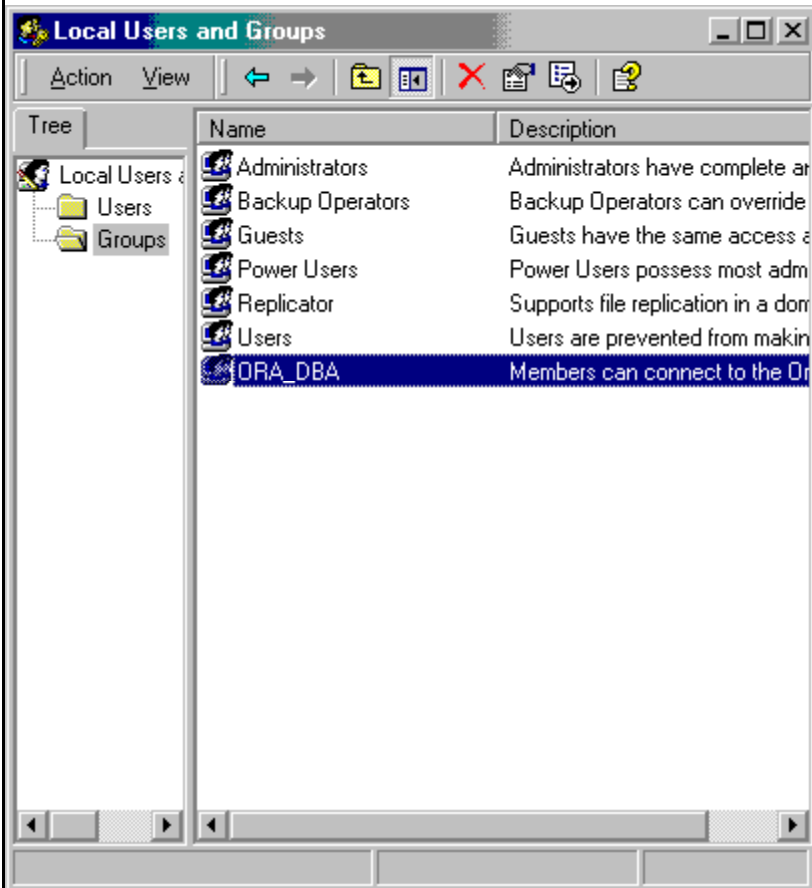 Local Users and Groups
Action View
Tree
Name Description
Local Users a
Users
Groups
Administrators Administrators have complete an
Backup Operators Backup Operators can override
Guests Guests have the same access a
Power Users Power Users possess most adm
Replicator Supports file replication in a dom
Users Users are prevented from makin
ORA_DBA Members can connect to the Or